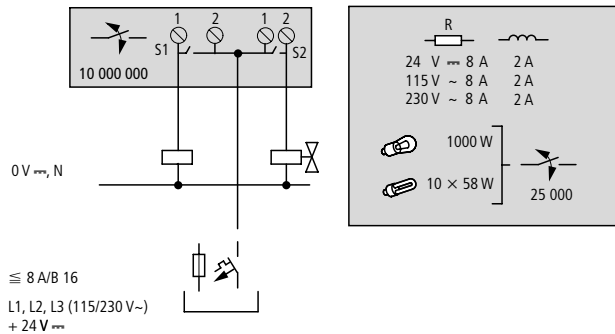 1 2 1 2
S1 S2
10 000 000
0 V ⎓, N
≦ 8 A/B 16
L1, L2, L3 (115/230 V~)
+ 24 V ⎓
R
24 V ⎓ 8 A 2 A
115 V ~ 8 A 2 A
230 V ~ 8 A 2 A
1000 W
10 × 58 W
25 000